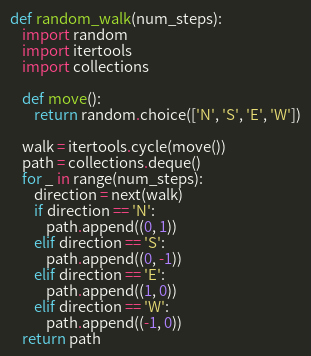 def random_walk(num_steps):
    import random
    import itertools
    import collections

    def move():
        return random.choice(['N', 'S', 'E', 'W'])

    walk = itertools.cycle(move())
    path = collections.deque()
    for _ in range(num_steps):
        direction = next(walk)
        if direction == 'N':
            path.append((0, 1))
        elif direction == 'S':
            path.append((0, -1))
        elif direction == 'E':
            path.append((1, 0))
        elif direction == 'W':
            path.append((-1, 0))
    return path